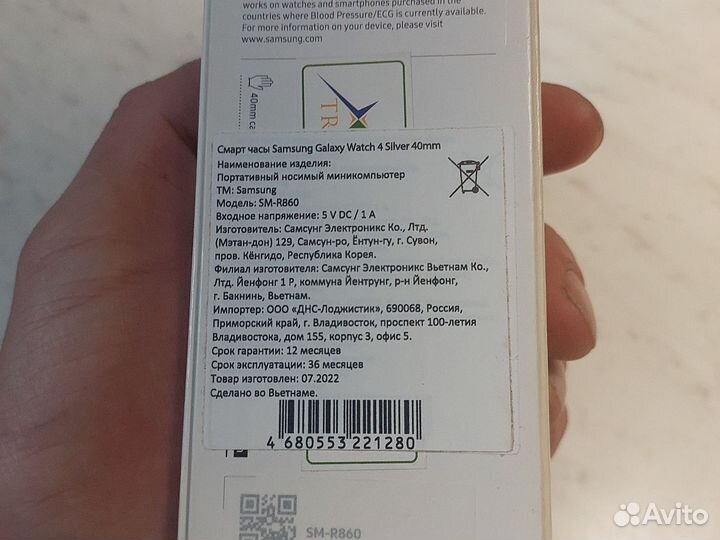 works on watches and smartphones purchased in the
countries where Blood Pressure/ECG is currently available.
For more information on your device, please visit
www.samsung.com
40mm ca
TR
Смарт часы Samsung Galaxy Watch 4 Silver 40mm
Наименование изделия:
Портативный носимый миникомпьютер
ТМ: Samsung
Модель: SM-R860
Входное напряжение: 5 V DC / 1 A
Изготовитель: Самсунг Электроникс Ко., Лтд.
(Мэтан-дон) 129, Самсун-ро, Ёнтун-гу, г. Сувон,
пров. Кёнгидо, Республика Корея.
Филиал изготовителя: Самсунг Электроникс Вьетнам Ко.,
Лтд. Йенфонг 1 Р, коммуна Йентрунг, р-н Йенфонг,
г. Бакнинь, Вьетнам.
Импортер: ООО «ДНС-Лоджистик», 690068, Россия,
Приморский край, г. Владивосток, проспект 100-летия
Владивостока, дом 155, корпус 3, офис 5.
Срок гарантии: 12 месяцев
Срок эксплуатации: 36 месяцев
Товар изготовлен: 07.2022
Сделано во Вьетнаме.
4 680553 221280
SM-R860
Avito